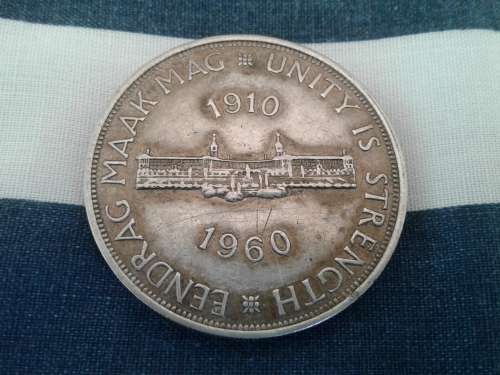 EENDRAG MAAK MAG
UNITY IS STRENGTH
1910
1960